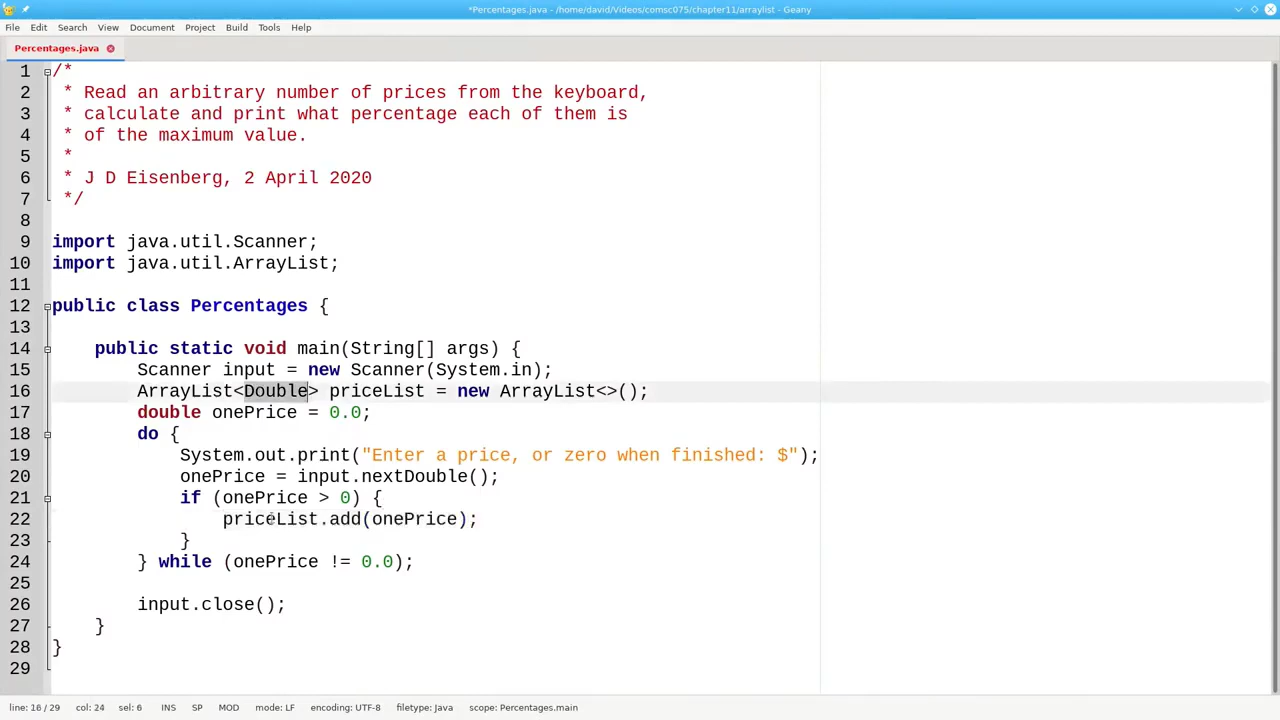 *Percentages.java - /home/david/Videos/comsc075/chapter11/arraylist - Geany
File Edit Search View Document Project Build Tools Help
Percentages.java
1 /*
2 * Read an arbitrary number of prices from the keyboard,
3 * calculate and print what percentage each of them is
4 * of the maximum value.
5 *
6 * J D Eisenberg, 2 April 2020
7 */
8
9 import java.util.Scanner;
10 import java.util.ArrayList;
11
12 public class Percentages {
13
14 public static void main(String[] args) {
15 Scanner input = new Scanner(System.in);
16 ArrayList<Double> priceList = new ArrayList<>();
17 double onePrice = 0.0;
18 do {
19 System.out.print("Enter a price, or zero when finished: $");
20 onePrice = input.nextDouble();
21 if (onePrice > 0) {
22 priceList.add(onePrice);
23 }
24 } while (onePrice != 0.0);
25
26 input.close();
27 }
28 }
29
line: 16 / 29 col: 24 sel: 6 INS SP MOD mode: LF encoding: UTF-8 filetype: Java scope: Percentages.main